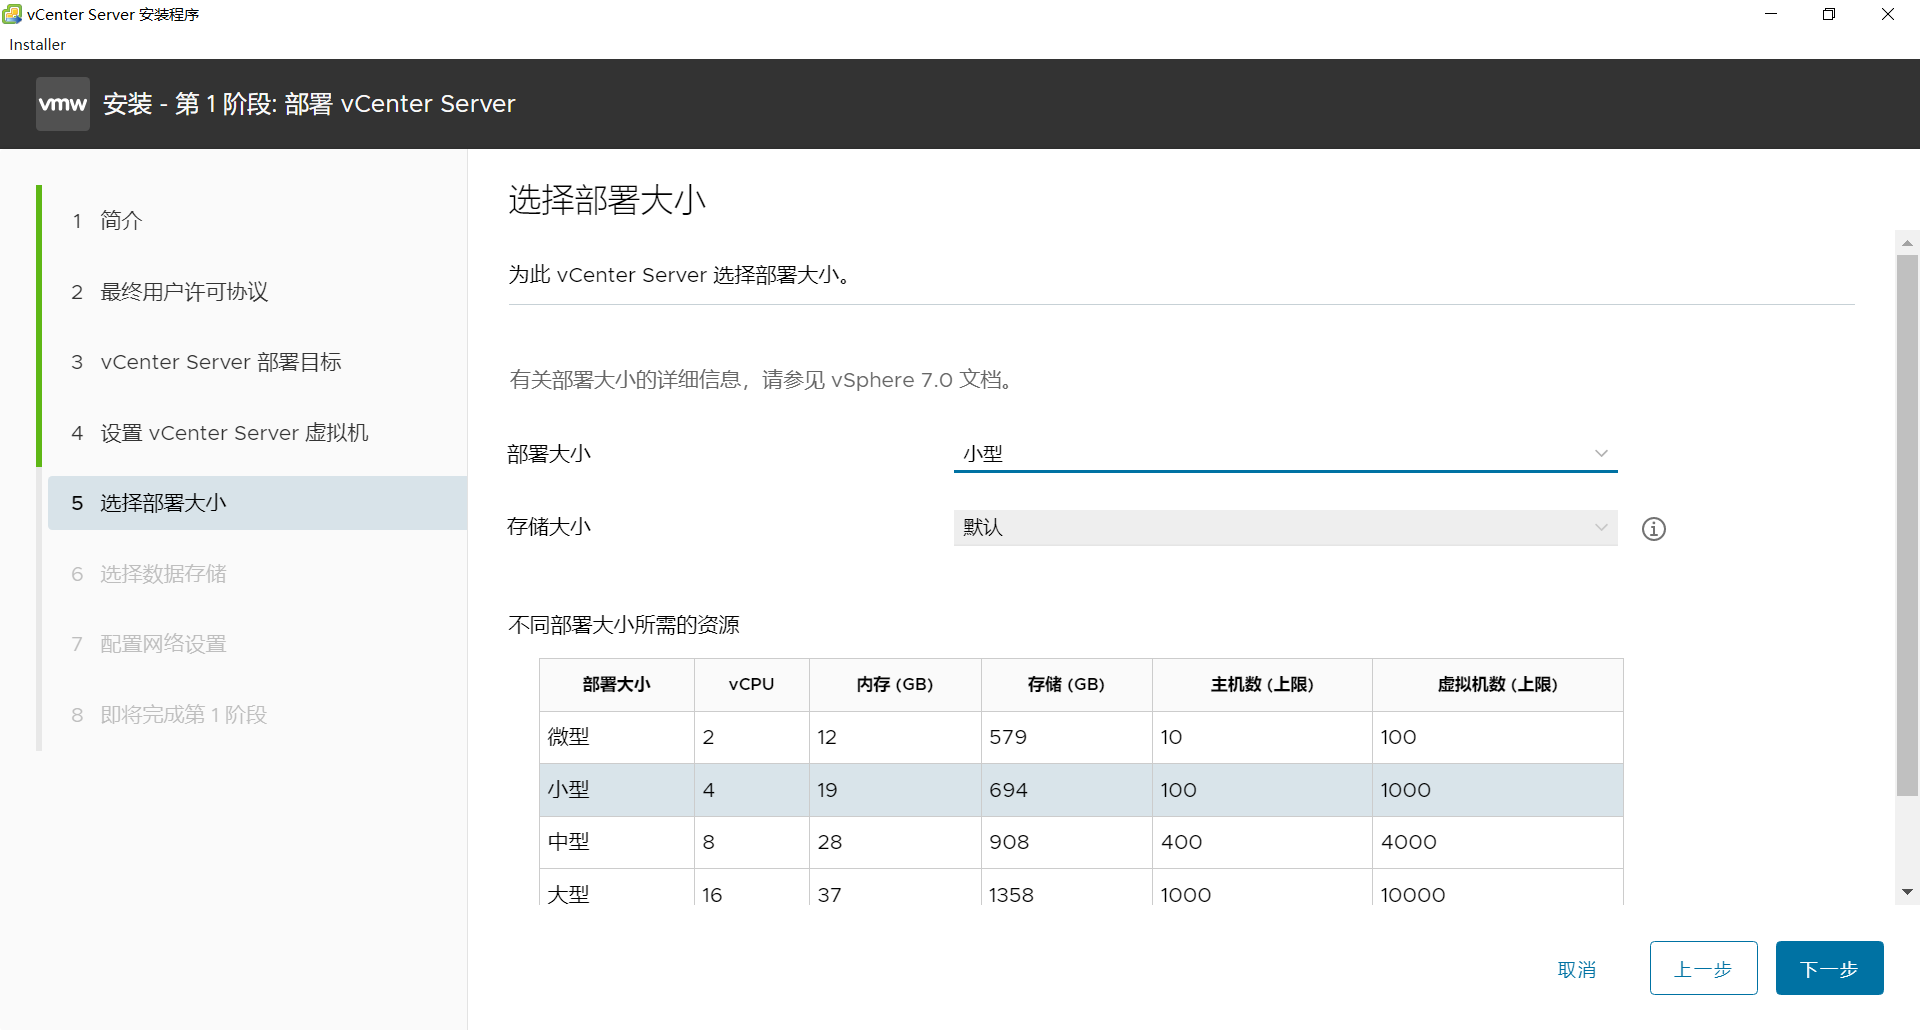 vCenter Server 安装程序
Installer
vmw 安装 - 第 1 阶段: 部署 vCenter Server
1 简介
2 最终用户许可协议
3 vCenter Server 部署目标
4 设置 vCenter Server 虚拟机
5 选择部署大小
6 选择数据存储
7 配置网络设置
8 即将完成第 1 阶段
选择部署大小
为此 vCenter Server 选择部署大小。
有关部署大小的详细信息，请参见 vSphere 7.0 文档。
部署大小 小型
存储大小 默认
不同部署大小所需的资源
部署大小 vCPU 内存 (GB) 存储 (GB) 主机数 (上限) 虚拟机数 (上限)
微型 2 12 579 10 100
小型 4 19 694 100 1000
中型 8 28 908 400 4000
大型 16 37 1358 1000 10000
取消 上一步 下一步